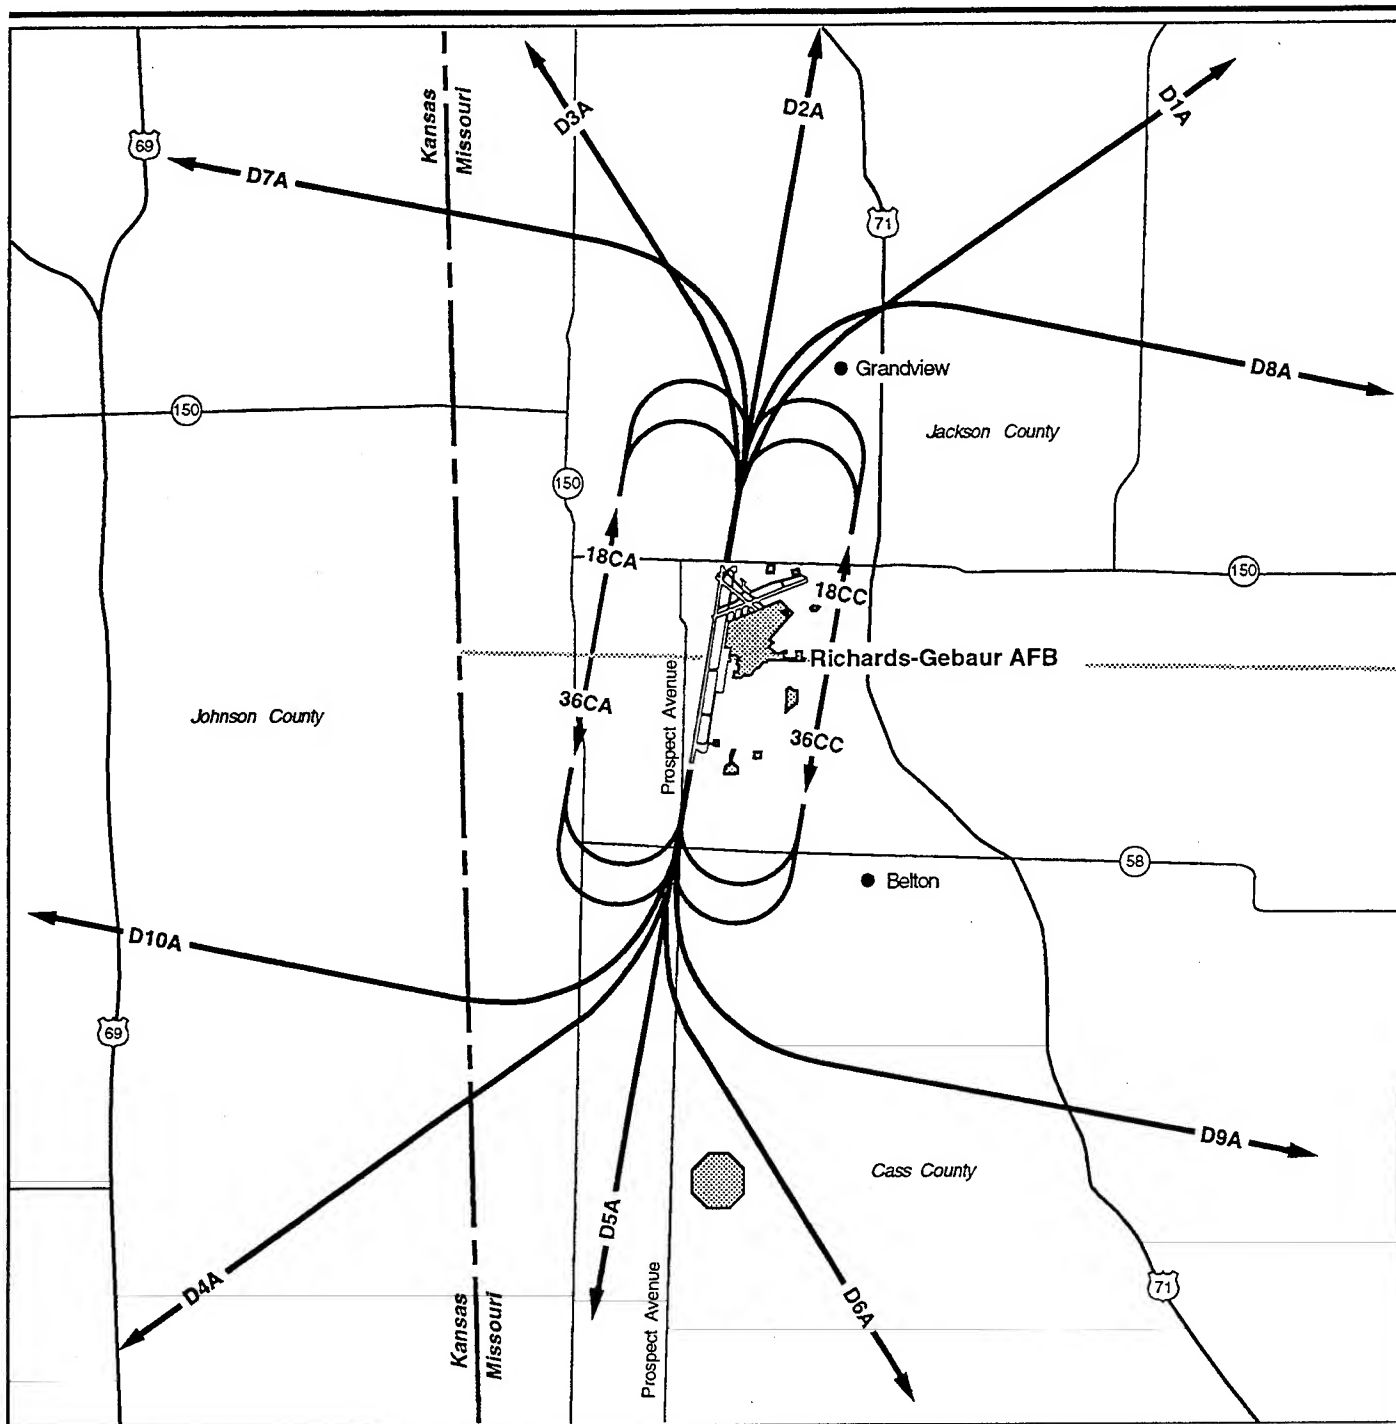 D3A
D2A
D1A
Kansas
Missouri
69
D7A
71
Grandview
D8A
150
Jackson County
150
18CA
18CC
150
Richards-Gebaur AFB
Prospect Avenue
36CA
Johnson County
36CC
58
Belton
D10A
69
D9A
Cass County
D5A
D4A
D6A
71
Kansas
Missouri
Prospect Avenue